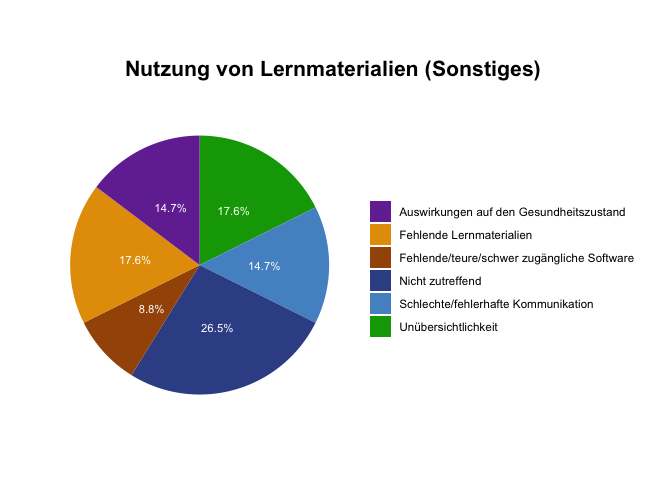 Nutzung von Lernmaterialien (Sonstiges)
14.7%
17.6%
17.6%
14.7%
8.8%
26.5%
Auswirkungen auf den Gesundheitszustand
Fehlende Lernmaterialien
Fehlende/teure/schwer zugängliche Software
Nicht zutreffend
Schlechte/fehlerhafte Kommunikation
Unübersichtlichkeit